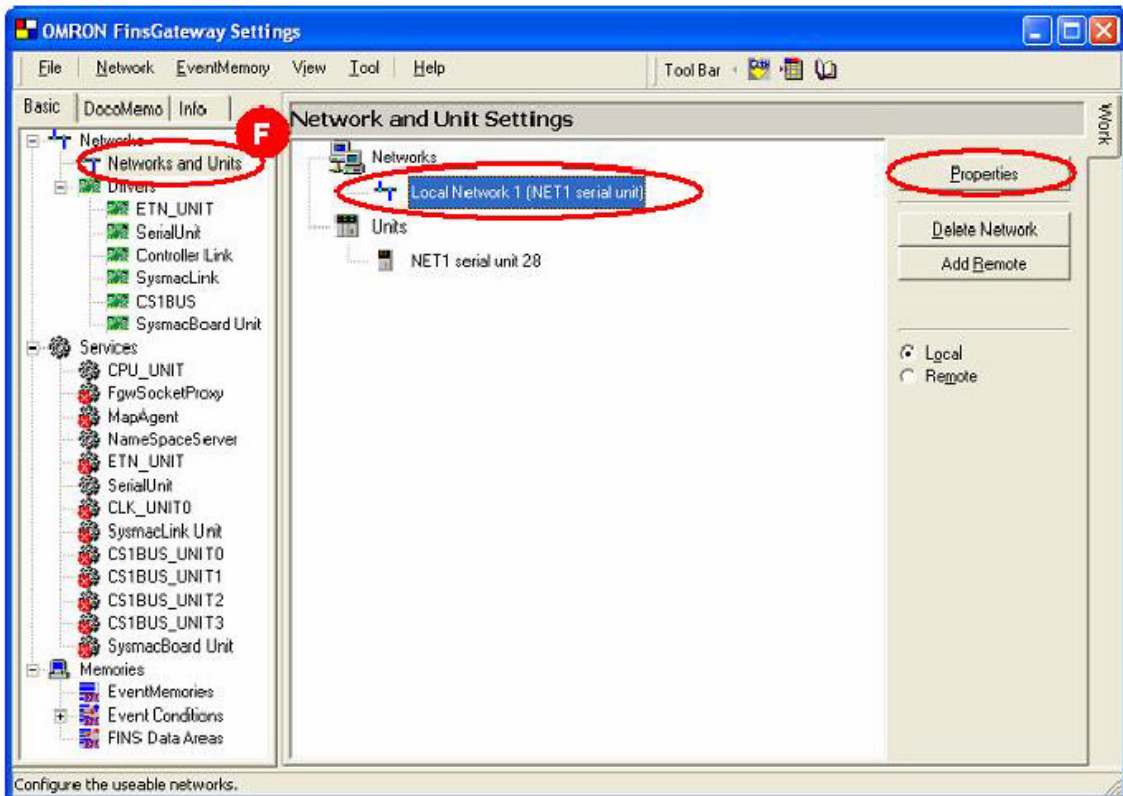 OMRON FinsGateway Settings
File Network EventMemory View Tool Help Tool Bar
Basic DocoMemo Info
F
Network and Unit Settings
Work
Networks
Networks and Units
Drivers
ETN_UNIT
SerialUnit
Controller Link
SysmacLink
CS1BUS
SysmacBoard Unit
Services
CPU_UNIT
FgwSocketProxy
MapAgent
NameSpaceServer
ETN_UNIT
SerialUnit
CLK_UNIT0
SysmacLink Unit
CS1BUS_UNIT0
CS1BUS_UNIT1
CS1BUS_UNIT2
CS1BUS_UNIT3
SysmacBoard Unit
Memories
EventMemories
Event Conditions
FINS Data Areas
Networks
Local Network 1 (NET1 serial unit)
Units
NET1 serial unit 28
Properties
Delete Network
Add Remote
Local
Remote
Configure the useable networks.